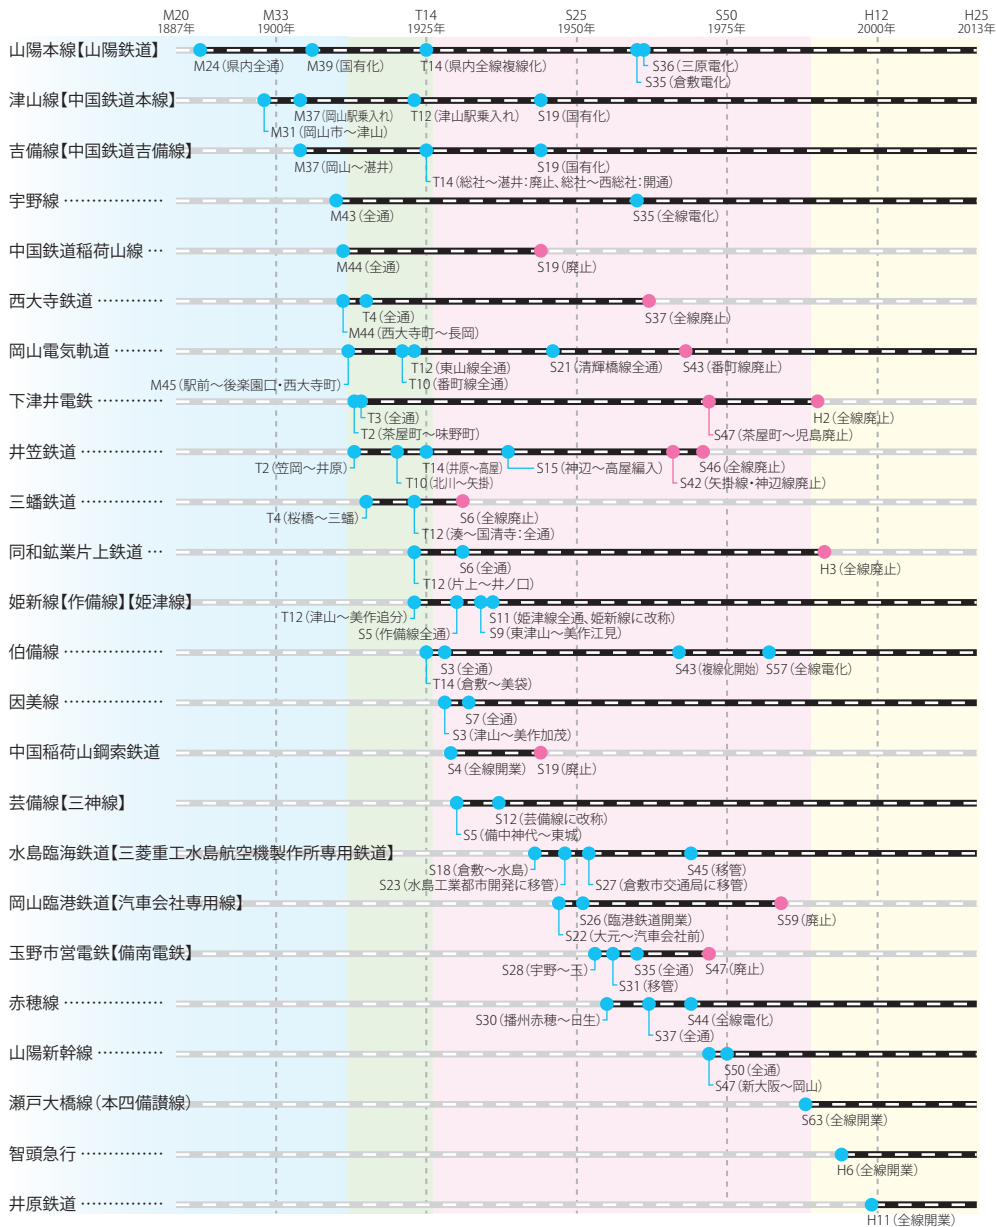 M20 M33 T14 S25 S50 H12 H25
1887年 1900年 1925年 1950年 1975年 2000年 2013年
山陽本線【山陽鉄道】
M24（県内全通） M39（国有化） T14（県内全線複線化） S36（三原電化）
S35（倉敷電化）
津山線【中国鉄道本線】
M37（岡山駅乗入れ） T12（津山駅乗入れ） S19（国有化）
M31（岡山市〜津山）
吉備線【中国鉄道吉備線】
M37（岡山〜湛井） S19（国有化）
T14（総社〜湛井：廃止、総社〜西総社：開通）
宇野線 …………………
M43（全通） S35（全線電化）
中国鉄道稲荷山線 …
M44（全通） S19（廃止）
西大寺鉄道 …………
T4（全通） S37（全線廃止）
M44（西大寺町〜長岡）
岡山電気軌道 ………
T12（東山線全通） S21（清輝橋線全通） S43（番町線廃止）
M45（駅前〜後楽園口・西大寺町） T10（番町線全通）
下津井電鉄 …………
T3（全通） H2（全線廃止）
T2（茶屋町〜味野町） S47（茶屋町〜児島廃止）
井笠鉄道 ……………
T2（笠岡〜井原） T14（井原〜高屋） S15（神辺〜高屋編入） S46（全線廃止）
T10（北川〜矢掛） S42（矢掛線・神辺線廃止）
三蟠鉄道 ……………
T4（桜橋〜三蟠） S6（全線廃止）
T12（湊〜国清寺：全通）
同和鉱業片上鉄道 …
S6（全通） H3（全線廃止）
T12（片上〜井ノ口）
姫新線【作備線】【姫津線】
T12（津山〜美作追分） S11（姫津線全通、姫新線に改称）
S5（作備線全通） S9（東津山〜美作江見）
伯備線 ………………
S3（全通） S43（複線化開始） S57（全線電化）
T14（倉敷〜美袋）
因美線 ………………
S7（全通）
S3（津山〜美作加茂）
中国稲荷山鋼索鉄道
S4（全線開業） S19（廃止）
芸備線【三神線】
S12（芸備線に改称）
S5（備中神代〜東城）
水島臨海鉄道【三菱重工水島航空機製作所専用鉄道】
S18（倉敷〜水島） S45（移管）
S23（水島工業都市開発に移管） S27（倉敷市交通局に移管）
岡山臨港鉄道【汽車会社専用線】
S26（臨港鉄道開業） S59（廃止）
S22（大元〜汽車会社前）
玉野市営電鉄【備南電鉄】
S28（宇野〜玉） S35（全通） S47（廃止）
S31（移管）
赤穂線 ………………
S30（播州赤穂〜日生） S44（全線電化）
S37（全通）
山陽新幹線 …………
S50（全通）
S47（新大阪〜岡山）
瀬戸大橋線（本四備讃線）
S63（全線開業）
智頭急行 ……………
H6（全線開業）
井原鉄道 ……………
H11（全線開業）